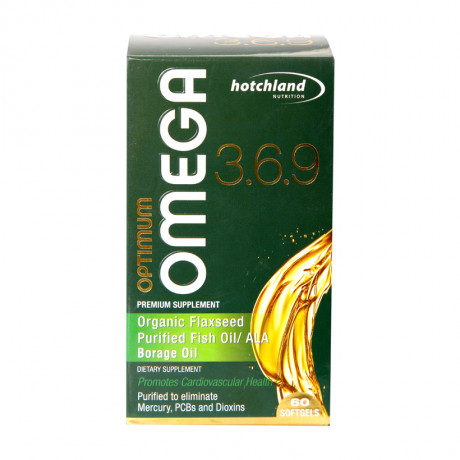 hotchland
NUTRITION
OPTIMUM
OMEGA
3.6.9
PREMIUM SUPPLEMENT
Organic Flaxseed
Purified Fish Oil/ ALA
Borage Oil
DIETARY SUPPLEMENT
Promotes Cardiovascular Health
Purified to eliminate
Mercury, PCBs and Dioxins
60
SOFTGELS